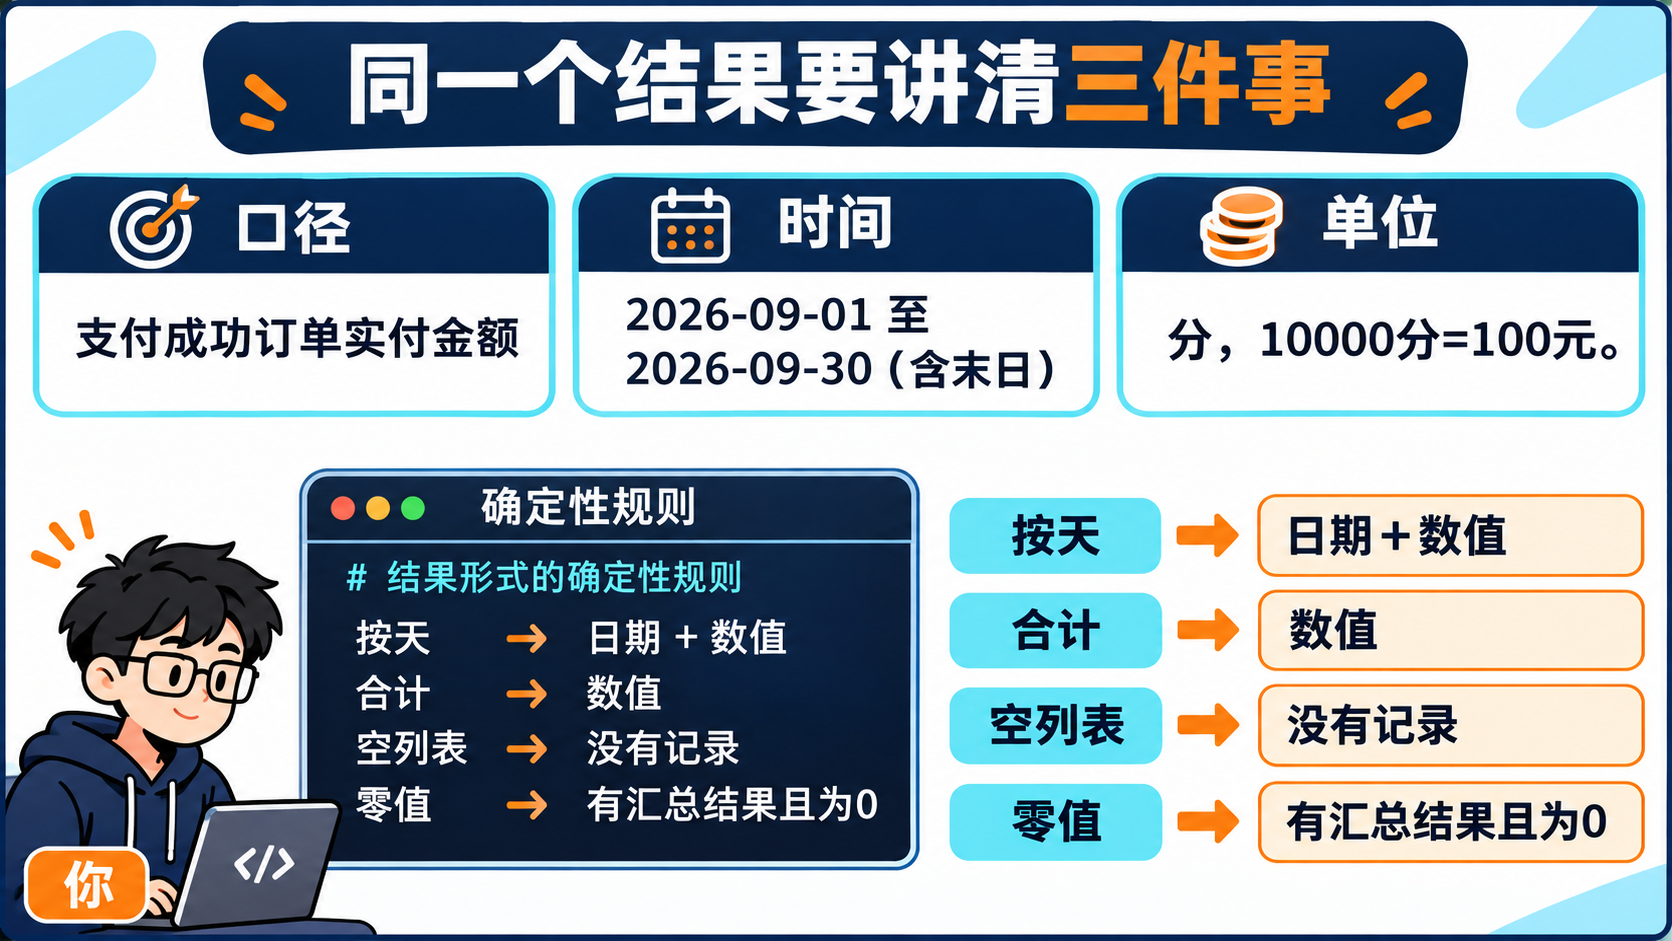 同一个结果要讲清三件事
口径
支付成功订单实付金额
时间
2026-09-01 至
2026-09-30（含末日）
单位
分，10000分=100元。
确定性规则
# 结果形式的确定性规则
按天 → 日期 + 数值
合计 → 数值
空列表 → 没有记录
零值 → 有汇总结果且为0
按天 → 日期+数值
合计 → 数值
空列表 → 没有记录
零值 → 有汇总结果且为0
</>
你